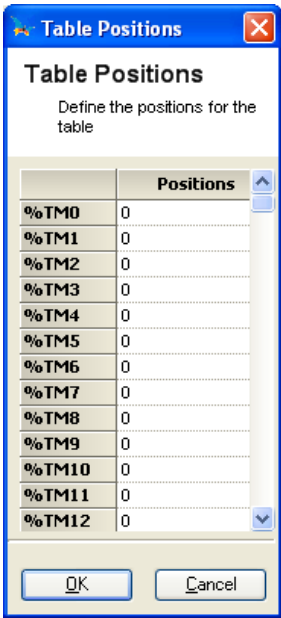 Table Positions
Table Positions
Define the positions for the
table
Positions
%TM0 0
%TM1 0
%TM2 0
%TM3 0
%TM4 0
%TM5 0
%TM6 0
%TM7 0
%TM8 0
%TM9 0
%TM10 0
%TM11 0
%TM12 0
OK Cancel